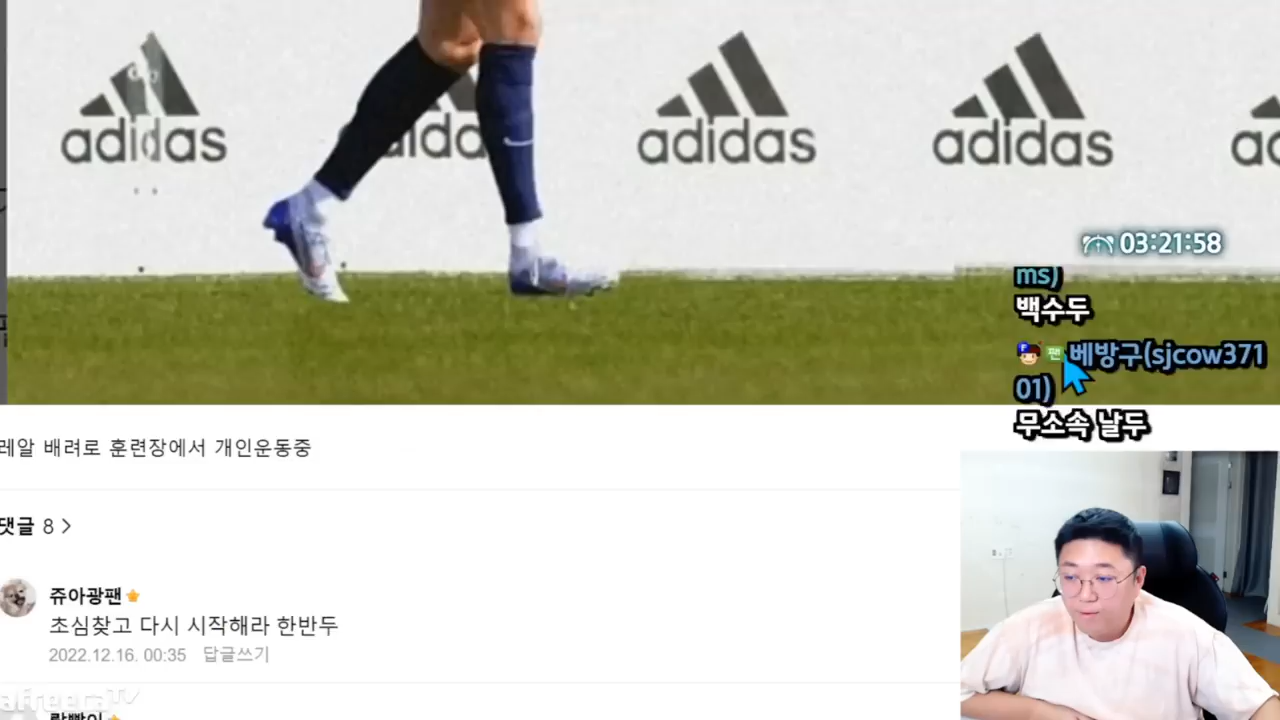 adidas
adidas
adidas
adidas
03:21:58
ms)
백수두
팬 베방구(sjcow371
01)
무소속 날두
레알 배려로 훈련장에서 개인운동중
댓글 8 >
쥬아광팬
초심찾고 다시 시작해라 한반두
2022.12.16. 00:35 답글쓰기
afreecaTV